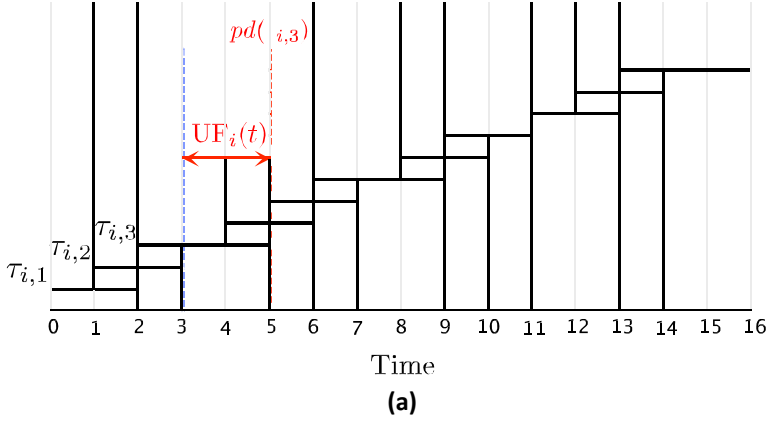 pd( i,3)
UF_i(t)
τ_{i,3}
τ_{i,2}
τ_{i,1}
0 1 2 3 4 5 6 7 8 9 10 11 12 13 14 15 16
Time
(a)